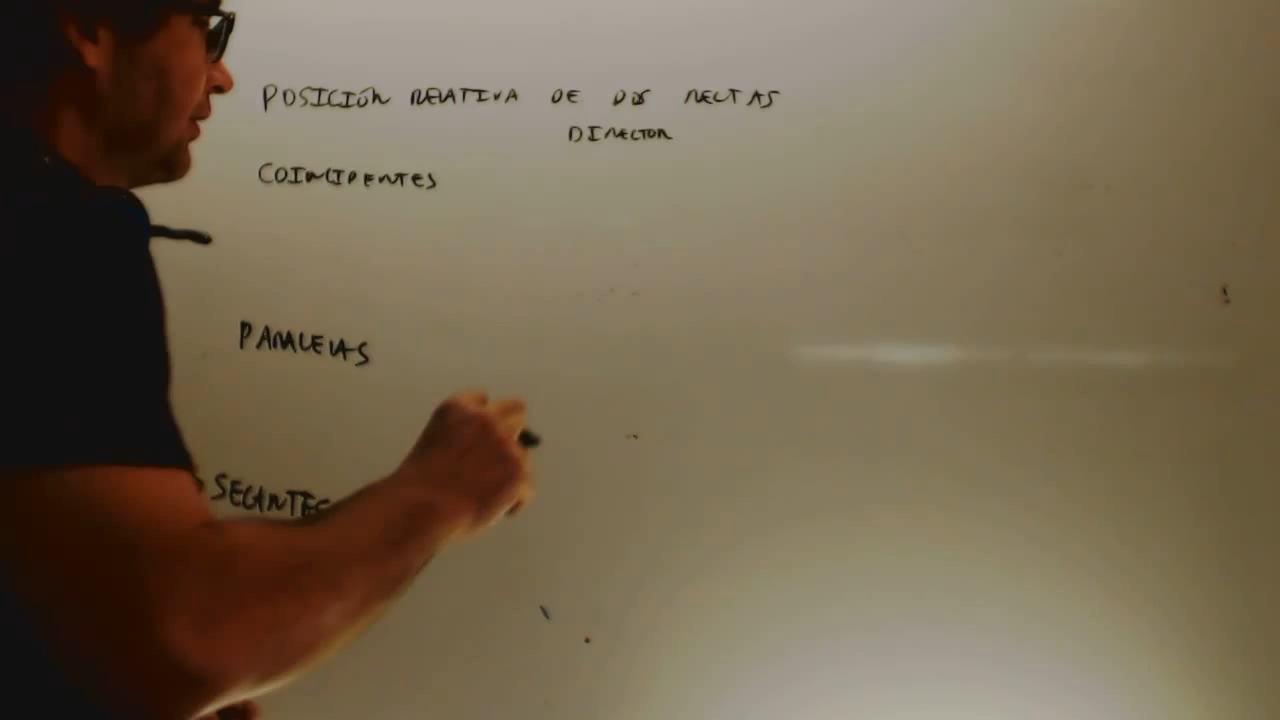 POSICIÓN RELATIVA DE DOS RECTAS
DIRECTOR
COINCIDENTES
PARALELAS
SECANTES